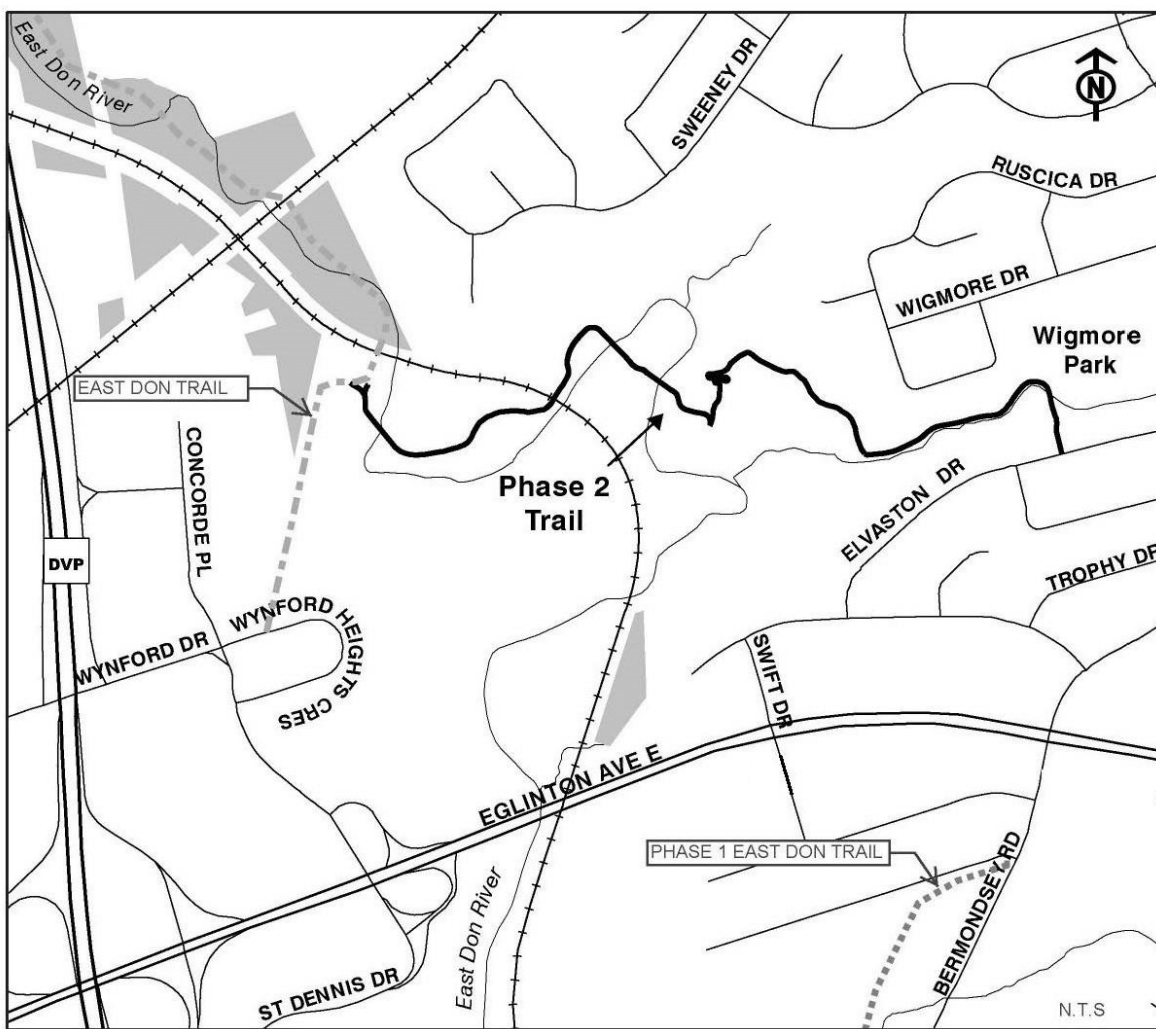 East Don River
SWEENEY DR
N
RUSCICA DR
WIGMORE DR
Wigmore
Park
EAST DON TRAIL
CONCORDE PL
Phase 2
Trail
ELVASTON DR
TROPHY DR
DVP
WYNFORD DR
WYNFORD HEIGHTS CRES
SWIFT DR
EGLINTON AVE E
PHASE 1 EAST DON TRAIL
BERMONDSEY RD
East Don River
ST DENNIS DR
N.T.S